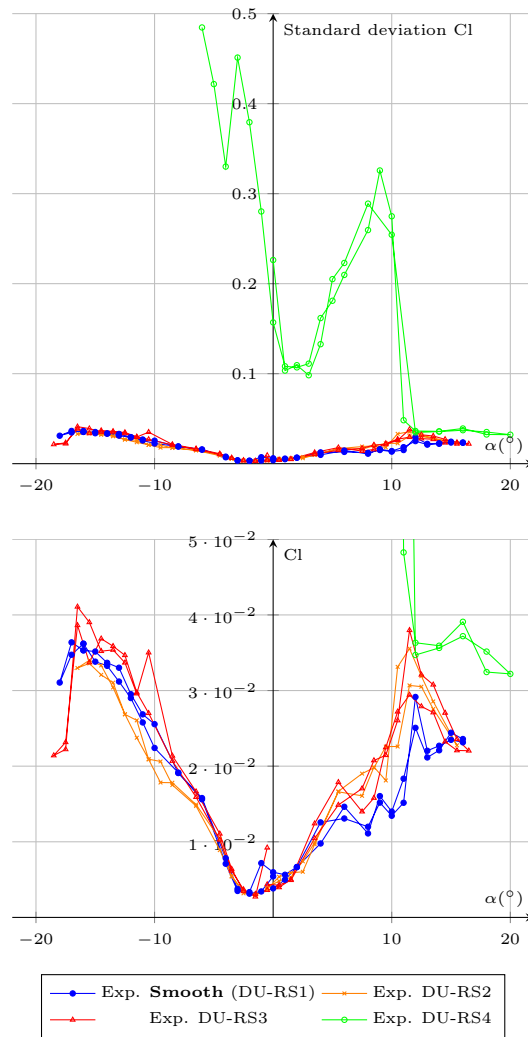 0.5
Standard deviation Cl
0.4
0.3
0.2
0.1
α(°)
−20 −10 0 10 20
5 · 10⁻²
Cl
4 · 10⁻²
3 · 10⁻²
2 · 10⁻²
1 · 10⁻²
α(°)
−20 −10 0 10 20
Exp. Smooth (DU-RS1) Exp. DU-RS2
Exp. DU-RS3 Exp. DU-RS4